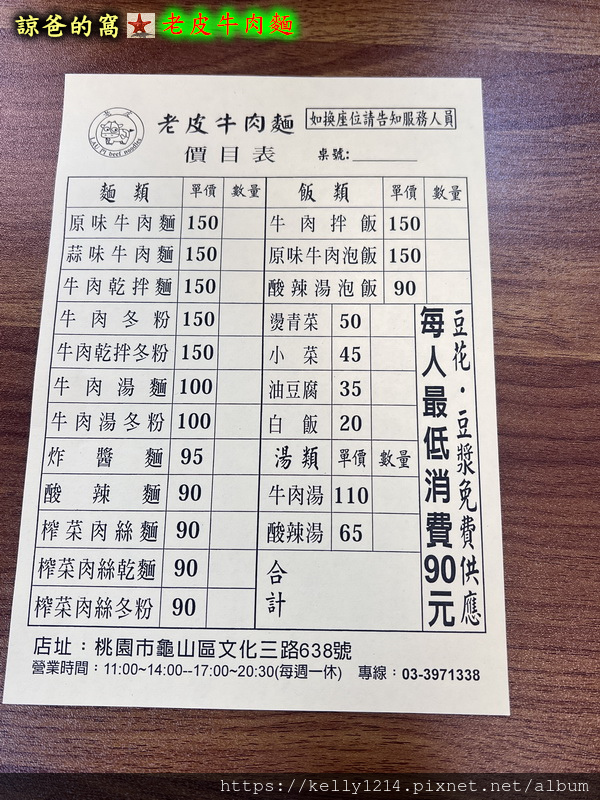 諒爸的窩 老皮牛肉麵
老皮牛肉麵 如換座位請告知服務人員
LAU PI beef noodles
價目表 桌號:
麵類 單價 數量
原味牛肉麵 150
蒜味牛肉麵 150
牛肉乾拌麵 150
牛肉冬粉 150
牛肉乾拌冬粉 150
牛肉湯麵 100
牛肉湯冬粉 100
炸醬麵 95
酸辣麵 90
榨菜肉絲麵 90
榨菜肉絲乾麵 90
榨菜肉絲冬粉 90
飯類 單價 數量
牛肉拌飯 150
原味牛肉泡飯 150
酸辣湯泡飯 90
燙青菜 50
小菜 45
油豆腐 35
白飯 20
湯類 單價 數量
牛肉湯 110
酸辣湯 65
合計
豆花·豆漿免費供應
每人最低消費90元
店址：桃園市龜山區文化三路638號
營業時間：11:00~14:00--17:00~20:30(每週一休) 專線：03-3971338
https://kelly1214.pixnet.net/album